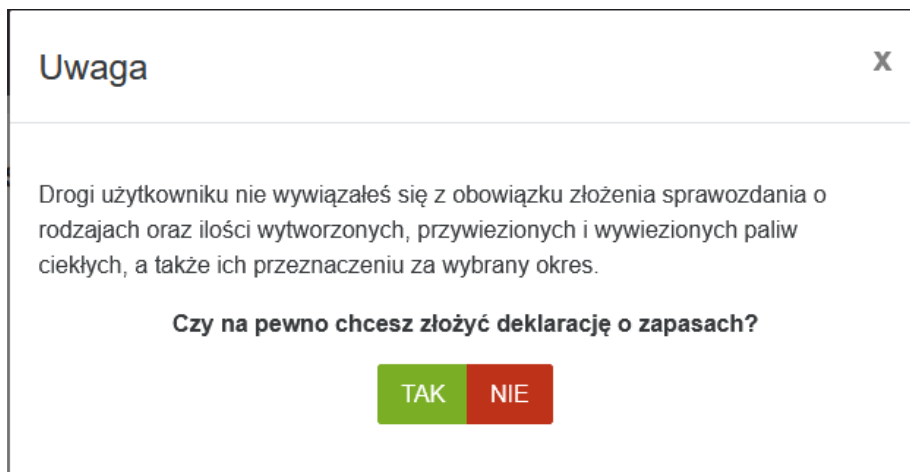 Uwaga
x
Drogi użytkowniku nie wywiązałeś się z obowiązku złożenia sprawozdania o
rodzajach oraz ilości wytworzonych, przywiezionych i wywiezionych paliw
ciekłych, a także ich przeznaczeniu za wybrany okres.
Czy na pewno chcesz złożyć deklarację o zapasach?
TAK NIE